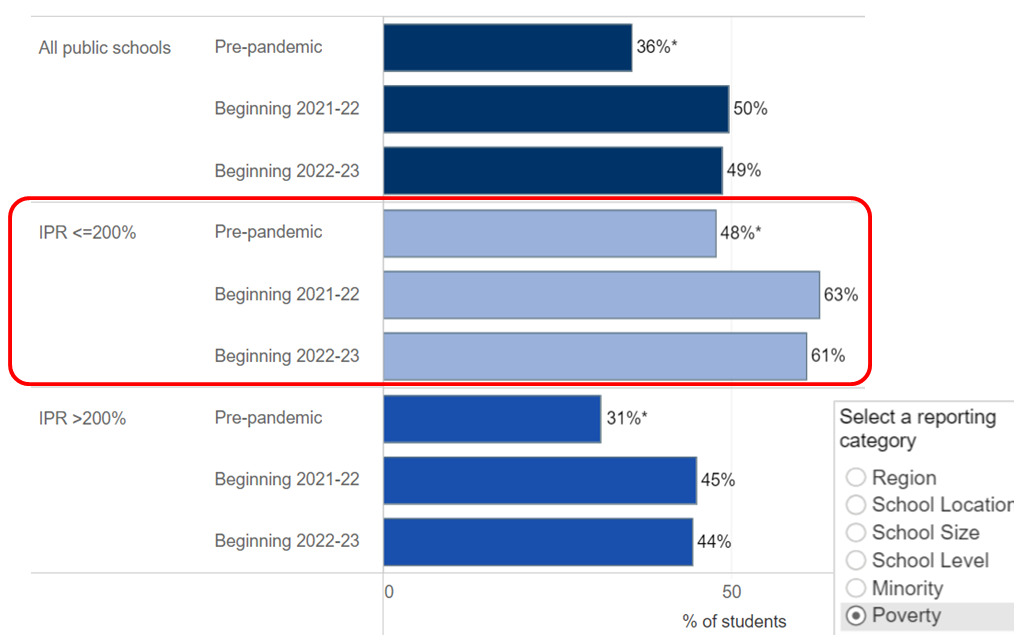 All public schools Pre-pandemic 36%*
Beginning 2021-22 50%
Beginning 2022-23 49%
IPR <=200% Pre-pandemic 48%*
Beginning 2021-22 63%
Beginning 2022-23 61%
IPR >200% Pre-pandemic 31%*
Beginning 2021-22 45%
Beginning 2022-23 44%
0 50
% of students
Select a reporting
category
Region
School Location
School Size
School Level
Minority
Poverty